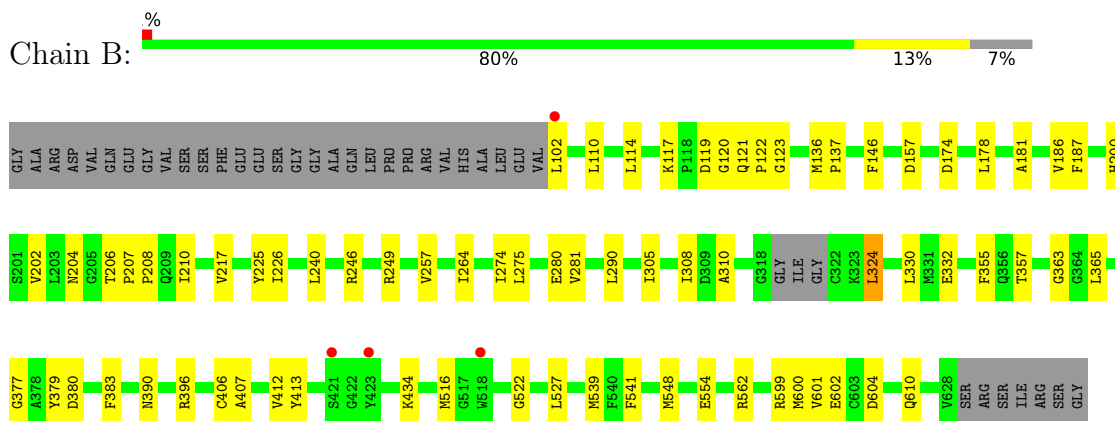 %
Chain B:
80% 13% 7%
GLY ALA ARG ASP VAL GLN GLU GLY VAL SER SER PHE GLU GLU SER GLY GLY ALA GLN LEU PRO PRO ARG VAL HIS ALA LEU GLU VAL L102 L110 L114 K117 P118 D119 G120 Q121 P122 G123 M136 P137 F146 D157 D174 L178 A181 V186 F187 H200
S201 V202 L203 N204 G205 T206 P207 P208 Q209 I210 V217 Y225 I226 L240 R246 R249 V257 I264 I274 L275 E280 V281 L290 I305 I308 D309 A310 G318 GLY ILE GLY C322 K323 L324 L330 M331 E332 F355 Q356 T357 G363 G364 L365
G377 A378 Y379 D380 F383 N390 R396 C406 A407 V412 Y413 S421 G422 Y423 K434 M516 G517 W518 G522 L527 M539 F540 F541 M548 E554 R562 R599 M600 V601 E602 C603 D604 Q610 V628 SER ARG SER ILE ARG SER GLY